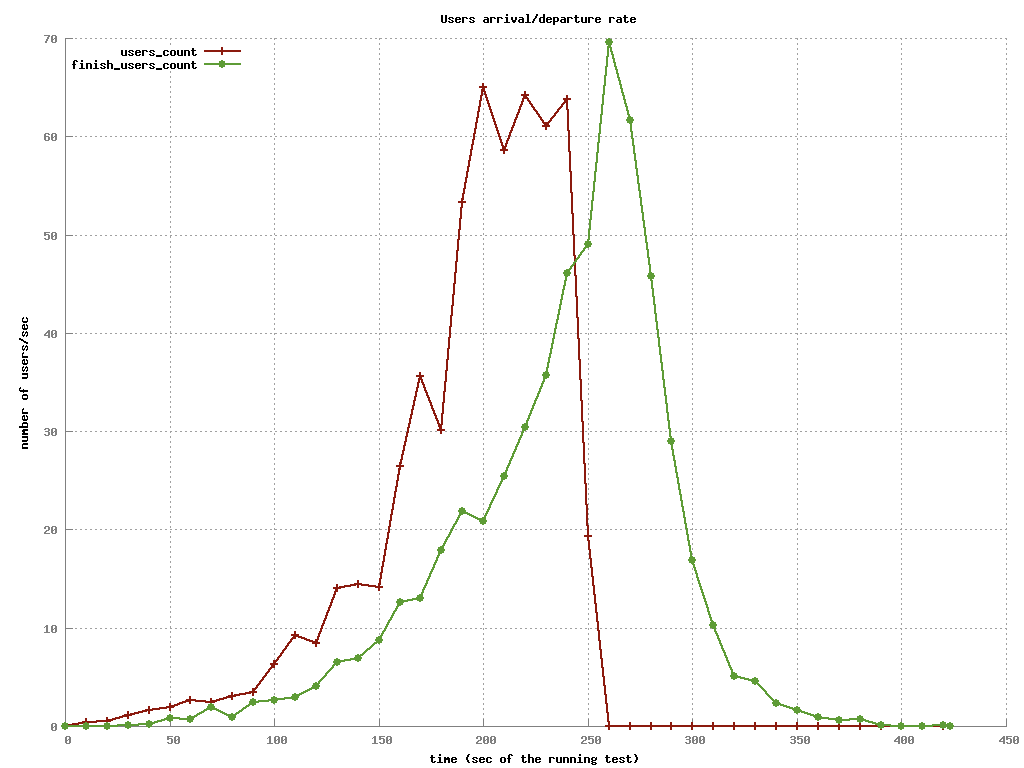 Users arrival/departure rate
users_count
finish_users_count
70
60
50
40
30
20
10
0
number of users/sec
0 50 100 150 200 250 300 350 400 450
time (sec of the running test)